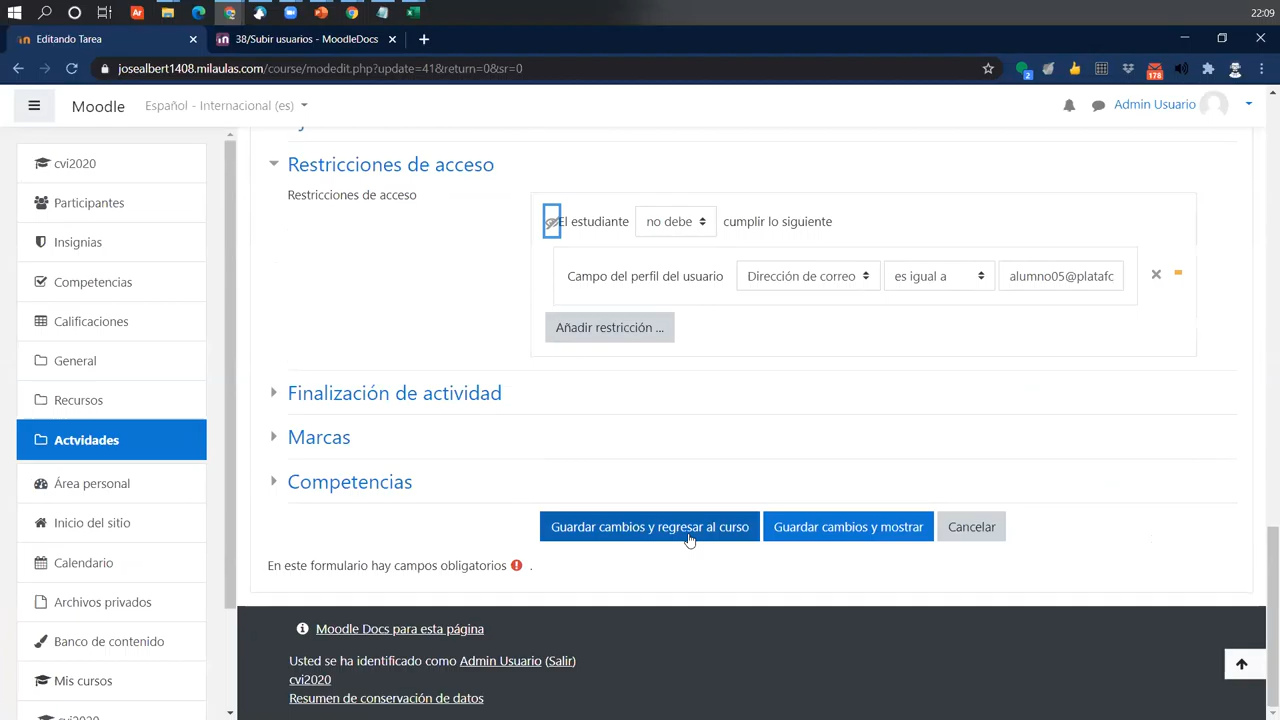 22:09
Editando Tarea
38/Subir usuarios - MoodleDocs
josealbert1408.milaulas.com/course/modedit.php?update=41&return=0&sr=0
2
178
Moodle
Español - Internacional (es)
Admin Usuario
cvi2020
Participantes
Insignias
Competencias
Calificaciones
General
Recursos
Actvidades
Área personal
Inicio del sitio
Calendario
Archivos privados
Banco de contenido
Mis cursos
Restricciones de acceso
Restricciones de acceso
El estudiante no debe cumplir lo siguiente
Campo del perfil del usuario Dirección de correo es igual a alumno05@platafc
Añadir restricción ...
Finalización de actividad
Marcas
Competencias
Guardar cambios y regresar al curso Guardar cambios y mostrar Cancelar
En este formulario hay campos obligatorios .
Moodle Docs para esta página
Usted se ha identificado como Admin Usuario (Salir)
cvi2020
Resumen de conservación de datos